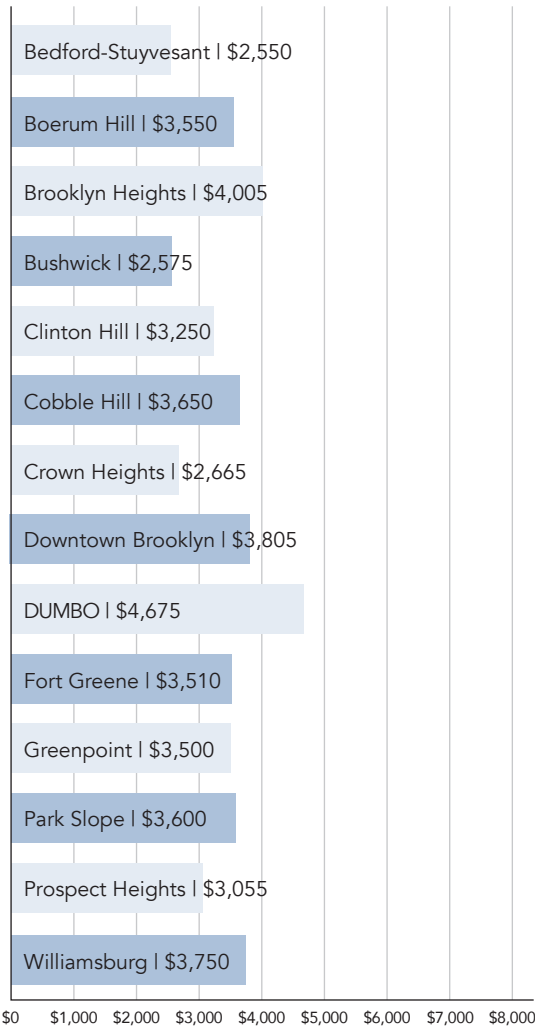 Bedford-Stuyvesant | $2,550
Boerum Hill | $3,550
Brooklyn Heights | $4,005
Bushwick | $2,575
Clinton Hill | $3,250
Cobble Hill | $3,650
Crown Heights | $2,665
Downtown Brooklyn | $3,805
DUMBO | $4,675
Fort Greene | $3,510
Greenpoint | $3,500
Park Slope | $3,600
Prospect Heights | $3,055
Williamsburg | $3,750
$0 $1,000 $2,000 $3,000 $4,000 $5,000 $6,000 $7,000 $8,000